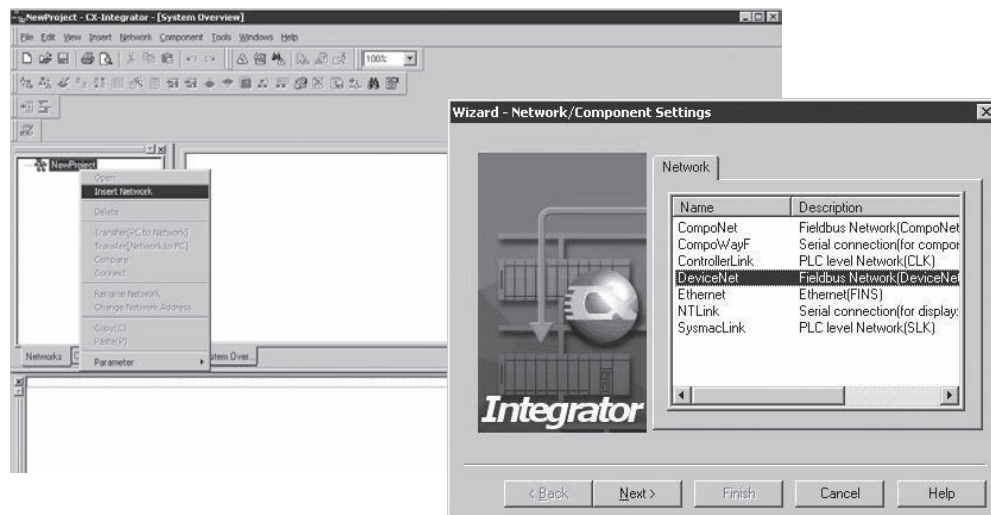 NewProject - CX-Integrator - [System Overview]
File Edit View Insert Network Component Tools Windows Help
100%
NewProject
Open
Insert Network
Delete
Transfer[PC to Network]
Transfer[Network to PC]
Compare
Connect
Rename Network
Change Network Address
Copy(C)
Paste(P)
Parameter
Networks
stem Over...
Wizard - Network/Component Settings
Network
Name Description
CompoNet Fieldbus Network(CompoNet
CompoWayF Serial connection(for compor
ControllerLink PLC level Network(CLK)
DeviceNet Fieldbus Network(DeviceNe
Ethernet Ethernet(FINS)
NTLink Serial connection(for display:
SysmacLink PLC level Network(SLK)
CX
Integrator
< Back Next > Finish Cancel Help